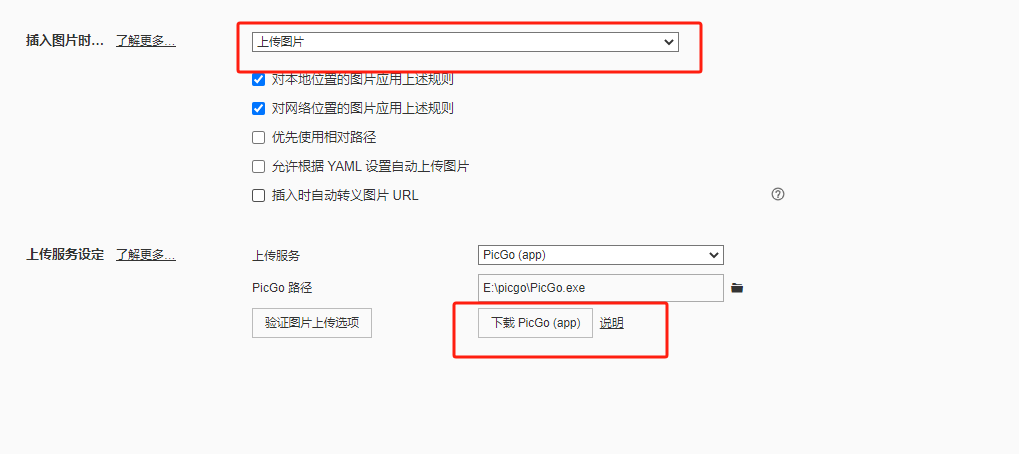 插入图片时... 了解更多... 上传图片
对本地位置的图片应用上述规则
对网络位置的图片应用上述规则
优先使用相对路径
允许根据 YAML 设置自动上传图片
插入时自动转义图片 URL
上传服务设定 了解更多... 上传服务 PicGo (app)
PicGo 路径 E:\picgo\PicGo.exe
验证图片上传选项 下载 PicGo (app) 说明